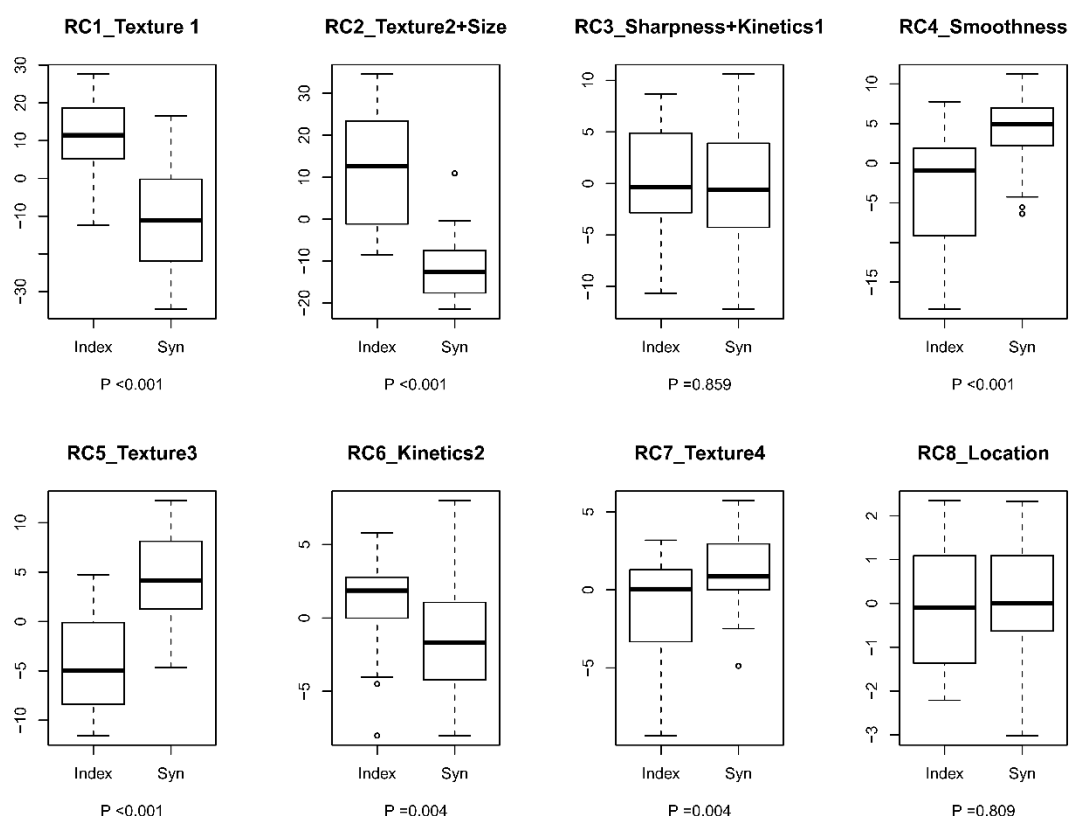 RC1_Texture 1
30
20
10
0
−10
−30
Index Syn
P <0.001
RC2_Texture2+Size
30
20
10
0
−10
−20
Index Syn
P <0.001
RC3_Sharpness+Kinetics1
10
5
0
−5
−10
Index Syn
P =0.859
RC4_Smoothness
10
5
0
−5
−15
Index Syn
P <0.001
RC5_Texture3
10
5
0
−5
−10
Index Syn
P <0.001
RC6_Kinetics2
5
0
−5
Index Syn
P =0.004
RC7_Texture4
5
0
−5
Index Syn
P =0.004
RC8_Location
2
1
0
−1
−2
−3
Index Syn
P =0.809